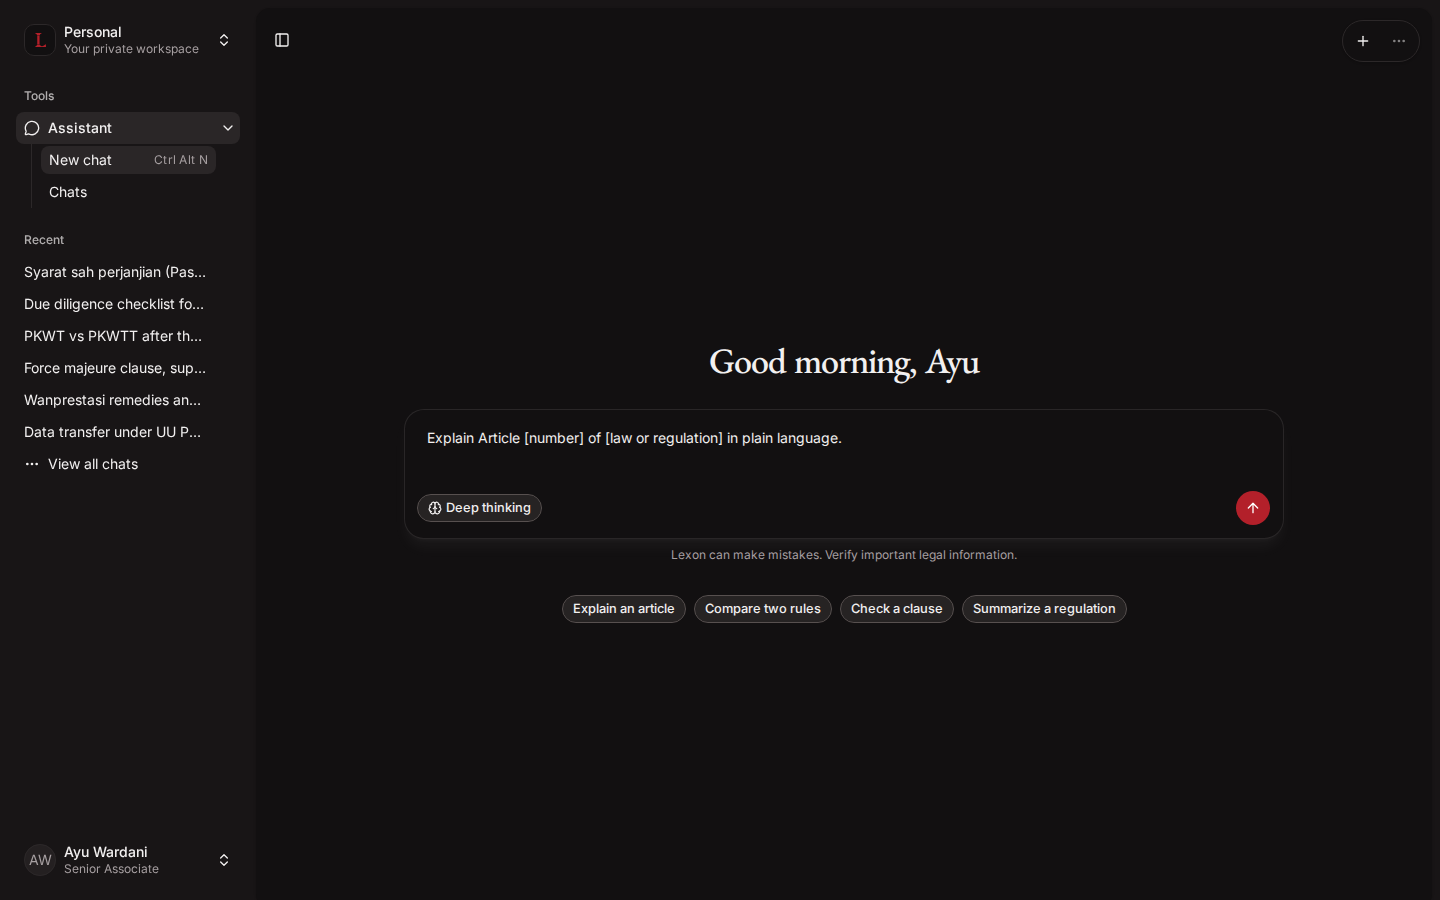 L
Personal
Your private workspace
Tools
Assistant
New chat Ctrl Alt N
Chats
Recent
Syarat sah perjanjian (Pas...
Due diligence checklist fo...
PKWT vs PKWTT after th...
Force majeure clause, sup...
Wanprestasi remedies an...
Data transfer under UU P...
View all chats
AW
Ayu Wardani
Senior Associate
Good morning, Ayu
Explain Article [number] of [law or regulation] in plain language.
Deep thinking
Lexon can make mistakes. Verify important legal information.
Explain an article
Compare two rules
Check a clause
Summarize a regulation